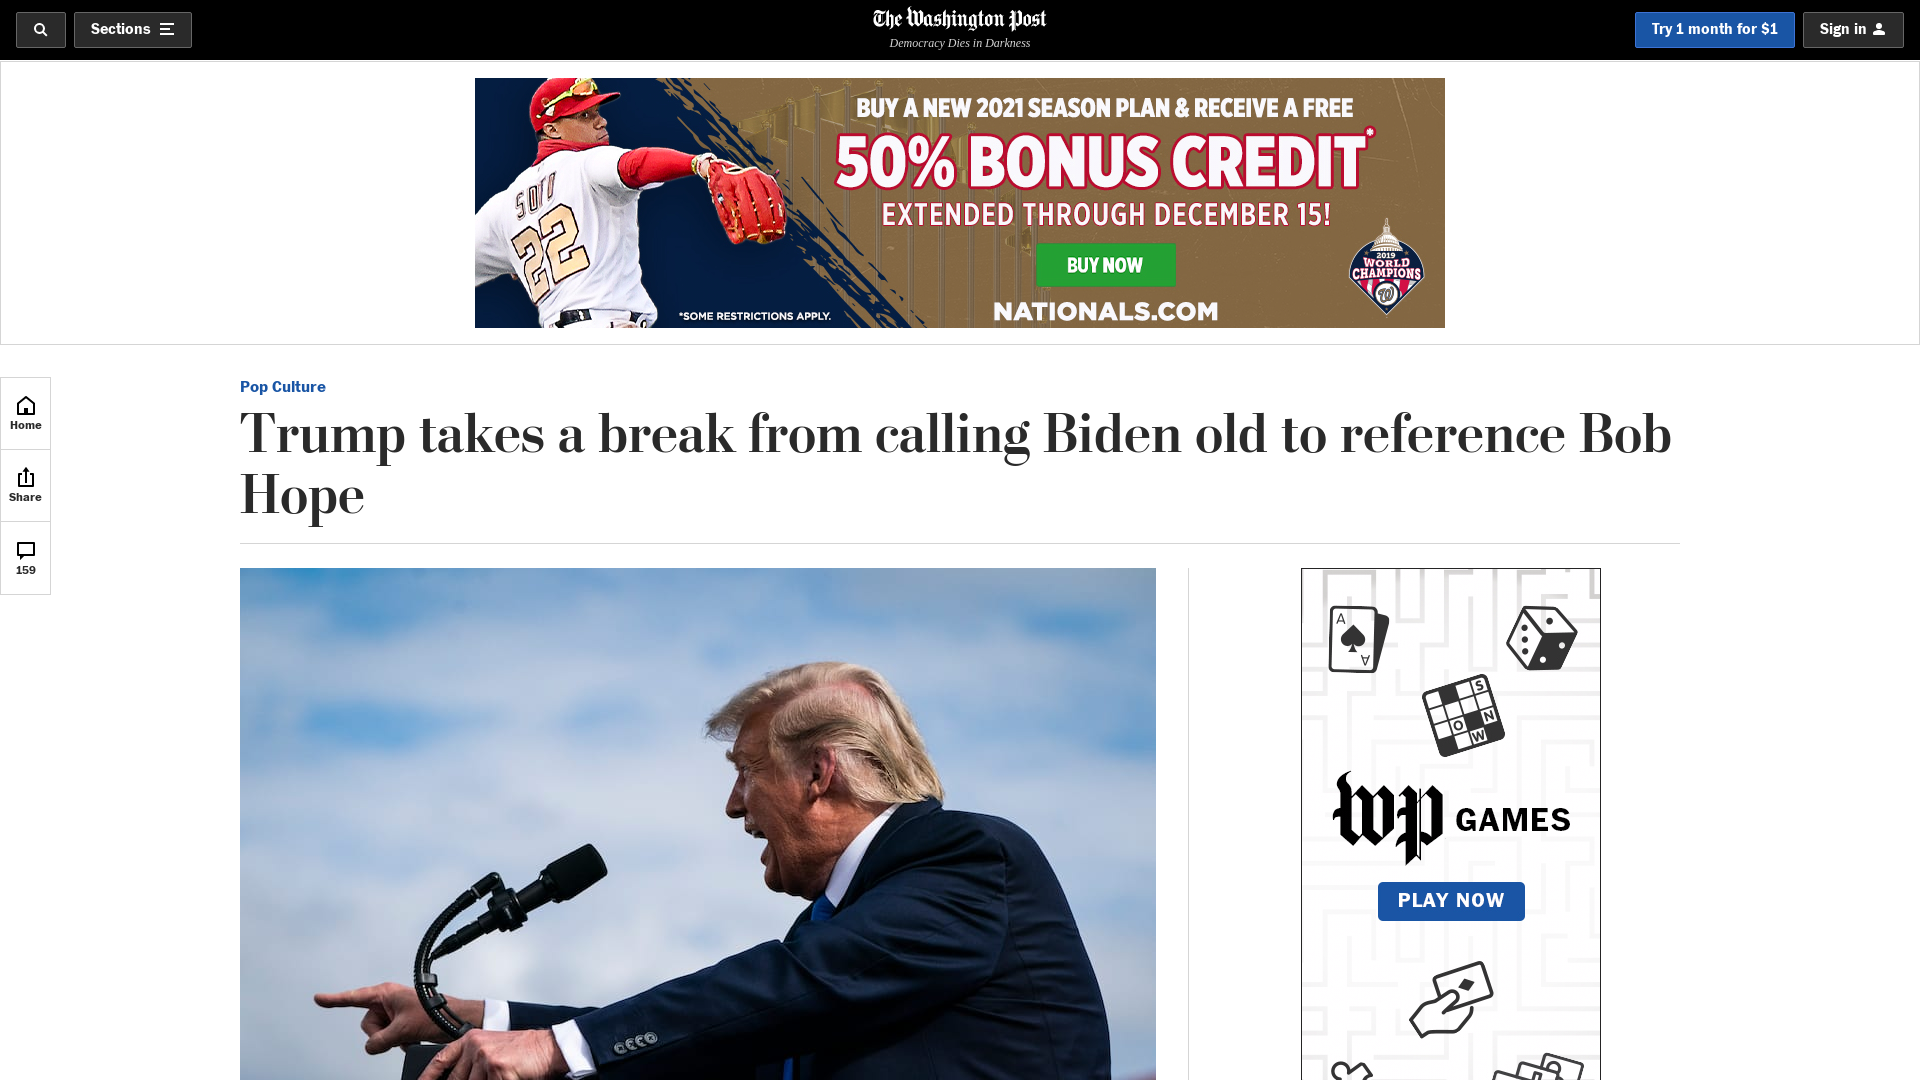 Sections
The Washington Post
Democracy Dies in Darkness
Try 1 month for $1
Sign in
BUY A NEW 2021 SEASON PLAN & RECEIVE A FREE
50% BONUS CREDIT*
EXTENDED THROUGH DECEMBER 15!
BUY NOW
NATIONALS.COM
*SOME RESTRICTIONS APPLY.
SOTO
22
2019
WORLD
CHAMPIONS
W
Home
Share
159
Pop Culture
Trump takes a break from calling Biden old to reference Bob
Hope
A
A
S
O N
W
wp GAMES
PLAY NOW